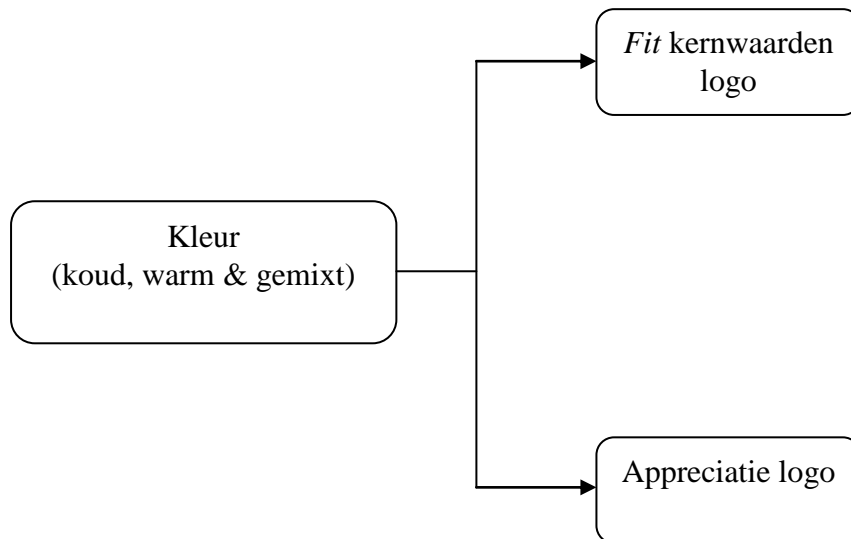 Fit kernwaarden
logo
Kleur
(koud, warm & gemixt)
Appreciatie logo